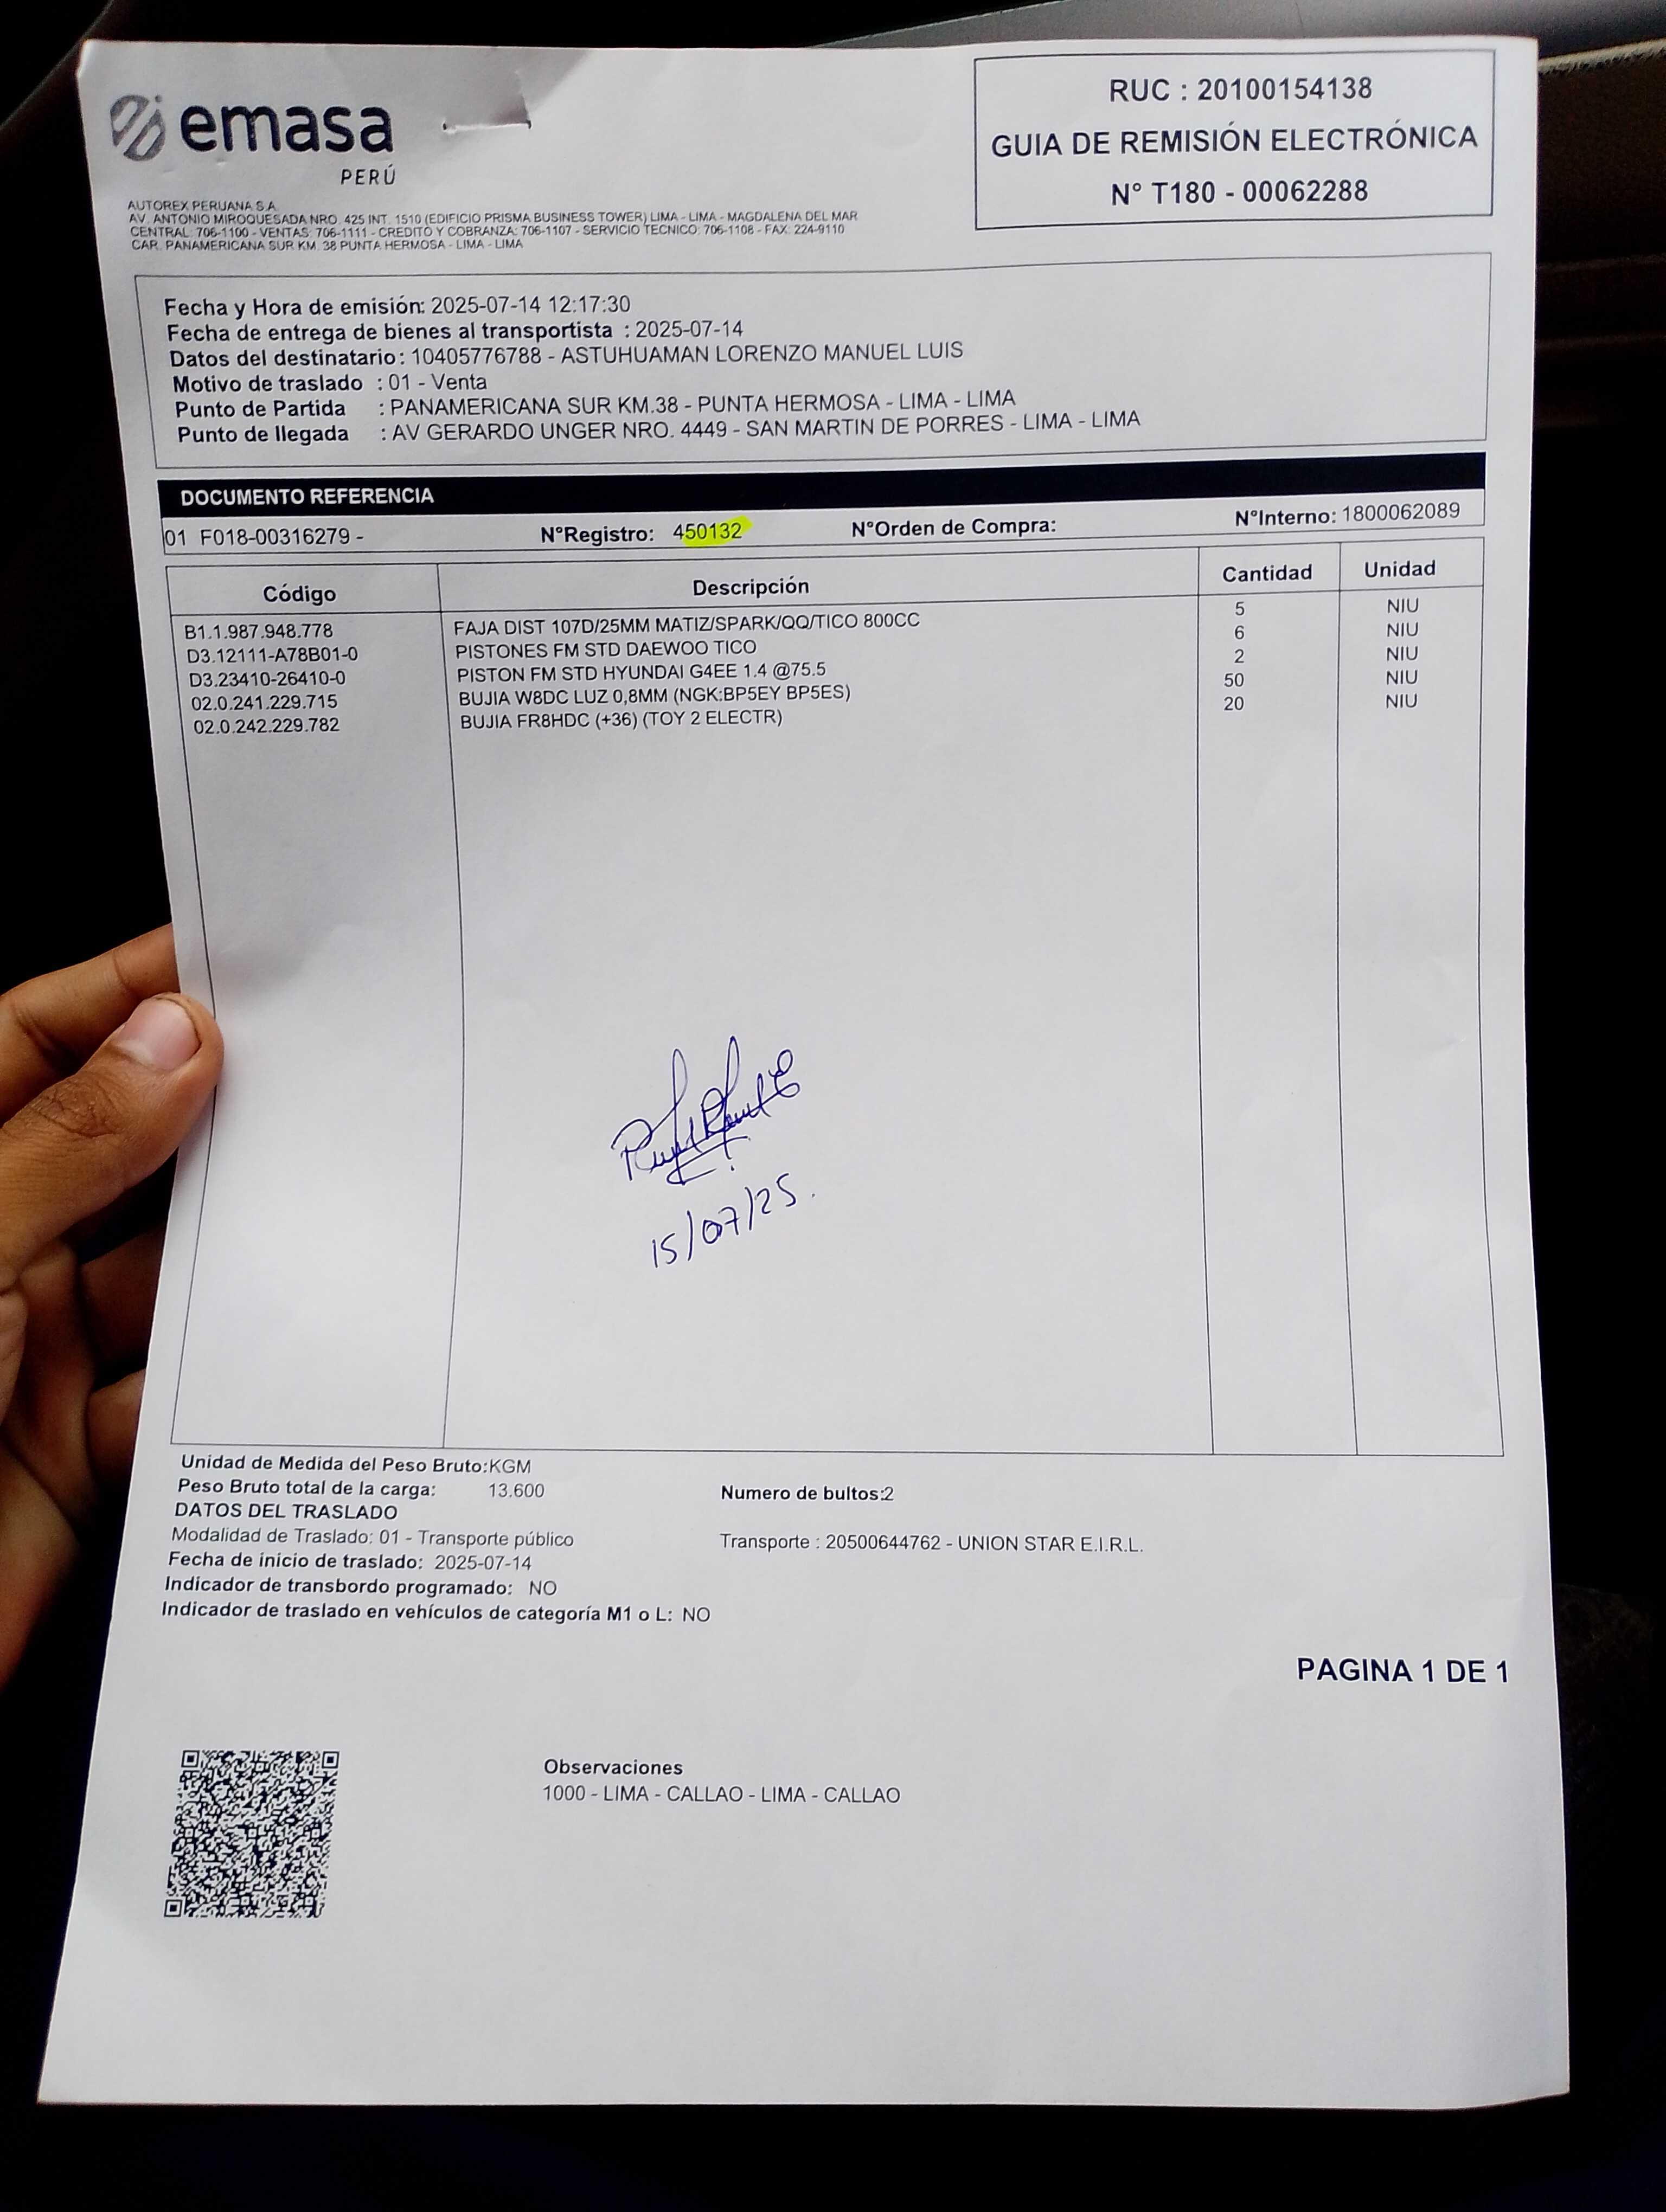 emasa
PERÚ
RUC : 20100154138
GUIA DE REMISIÓN ELECTRÓNICA
N° T180 - 00062288
AUTOREX PERUANA S.A.
AV. ANTONIO MIROQUESADA NRO. 425 INT. 1510 (EDIFICIO PRISMA BUSINESS TOWER) LIMA - LIMA - MAGDALENA DEL MAR
CENTRAL: 706-1100 - VENTAS: 706-1111 - CREDITO Y COBRANZA: 706-1107 - SERVICIO TECNICO: 706-1108 - FAX: 224-9110
CAR. PANAMERICANA SUR KM. 38 PUNTA HERMOSA - LIMA - LIMA
Fecha y Hora de emisión: 2025-07-14 12:17:30
Fecha de entrega de bienes al transportista : 2025-07-14
Datos del destinatario : 10405776788 - ASTUHUAMAN LORENZO MANUEL LUIS
Motivo de traslado : 01 - Venta
Punto de Partida : PANAMERICANA SUR KM.38 - PUNTA HERMOSA - LIMA - LIMA
Punto de llegada : AV GERARDO UNGER NRO. 4449 - SAN MARTIN DE PORRES - LIMA - LIMA
DOCUMENTO REFERENCIA
01 F018-00316279 - N°Registro: 450132 N°Orden de Compra: N°Interno: 1800062089
Código Descripción Cantidad Unidad
B1.1.987.948.778 FAJA DIST 107D/25MM MATIZ/SPARK/QQ/TICO 800CC 5 NIU
D3.12111-A78B01-0 PISTONES FM STD DAEWOO TICO 6 NIU
D3.23410-26410-0 PISTON FM STD HYUNDAI G4EE 1.4 @75.5 2 NIU
02.0.241.229.715 BUJIA W8DC LUZ 0,8MM (NGK:BP5EY BP5ES) 50 NIU
02.0.242.229.782 BUJIA FR8HDC (+36) (TOY 2 ELECTR) 20 NIU
15/07/25.
Unidad de Medida del Peso Bruto:KGM
Peso Bruto total de la carga: 13.600 Numero de bultos:2
DATOS DEL TRASLADO
Modalidad de Traslado: 01 - Transporte público Transporte : 20500644762 - UNION STAR E.I.R.L.
Fecha de inicio de traslado: 2025-07-14
Indicador de transbordo programado: NO
Indicador de traslado en vehículos de categoría M1 o L: NO
PAGINA 1 DE 1
Observaciones
1000 - LIMA - CALLAO - LIMA - CALLAO